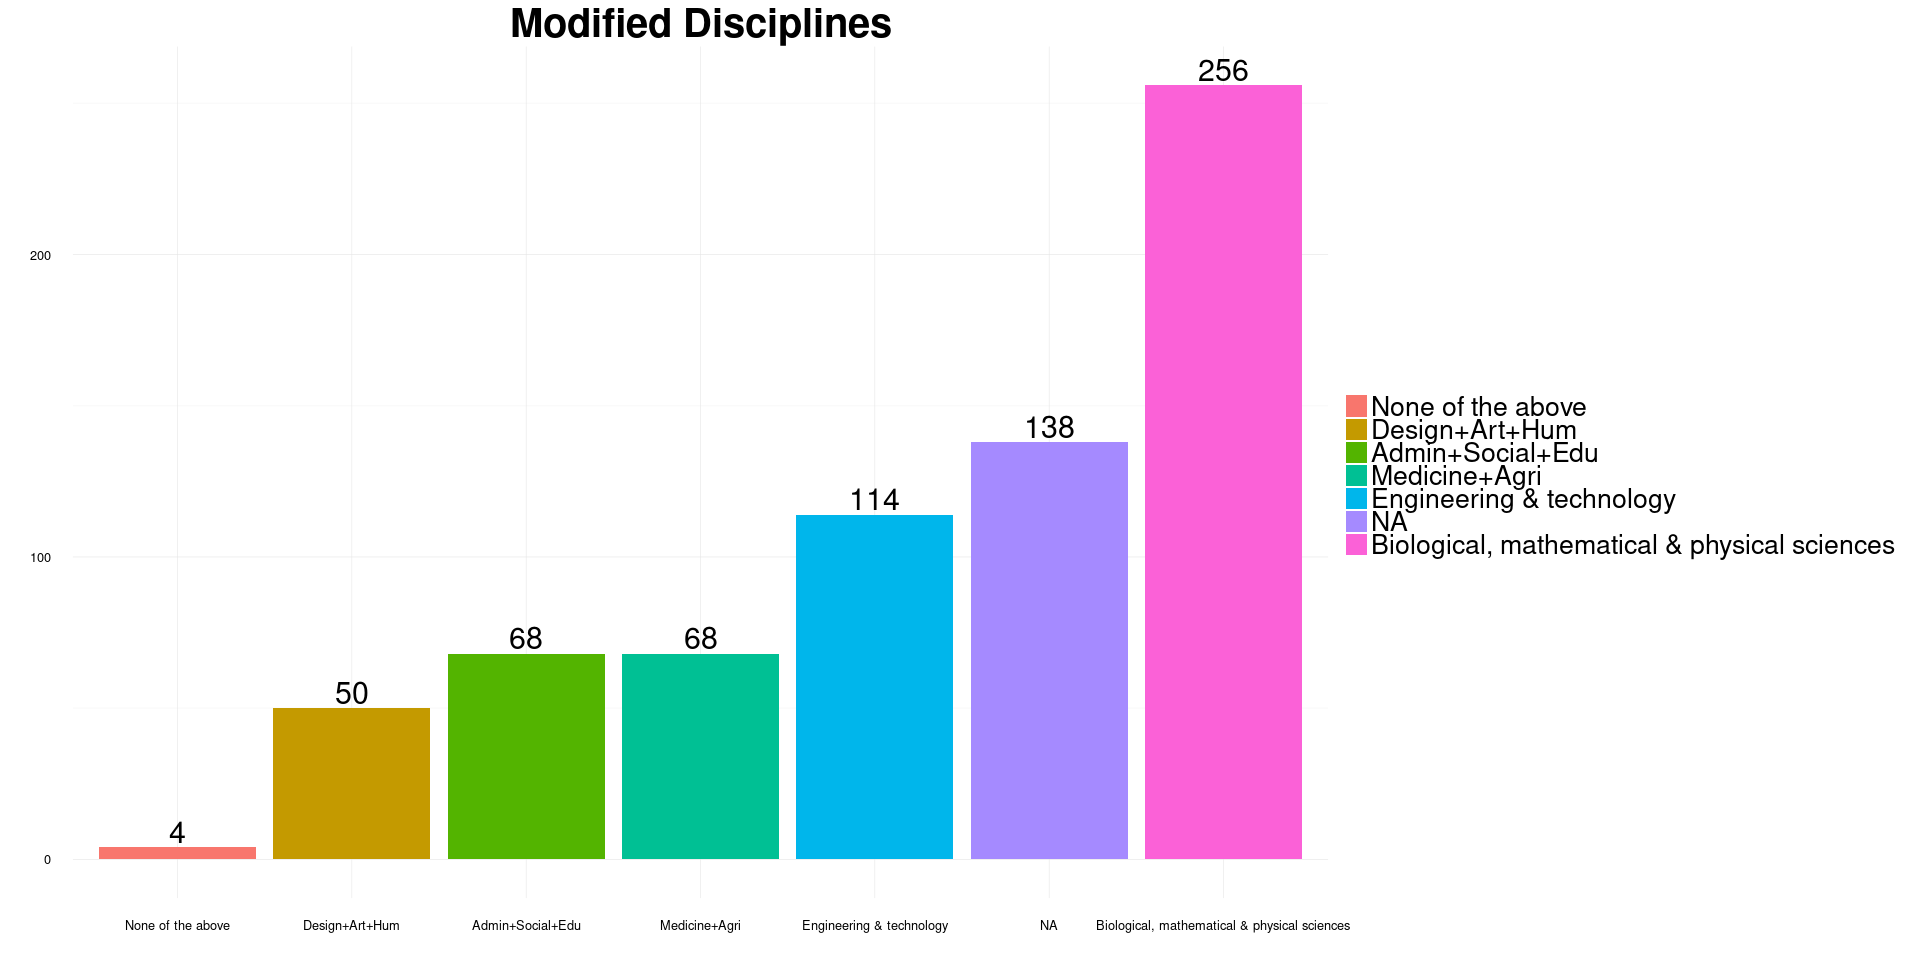 Modified Disciplines
256
200
138
114
100
68
68
50
4
0
None of the above
Design+Art+Hum
Admin+Social+Edu
Medicine+Agri
Engineering & technology
NA
Biological, mathematical & physical sciences
None of the above
Design+Art+Hum
Admin+Social+Edu
Medicine+Agri
Engineering & technology
NA
Biological, mathematical & physical sciences